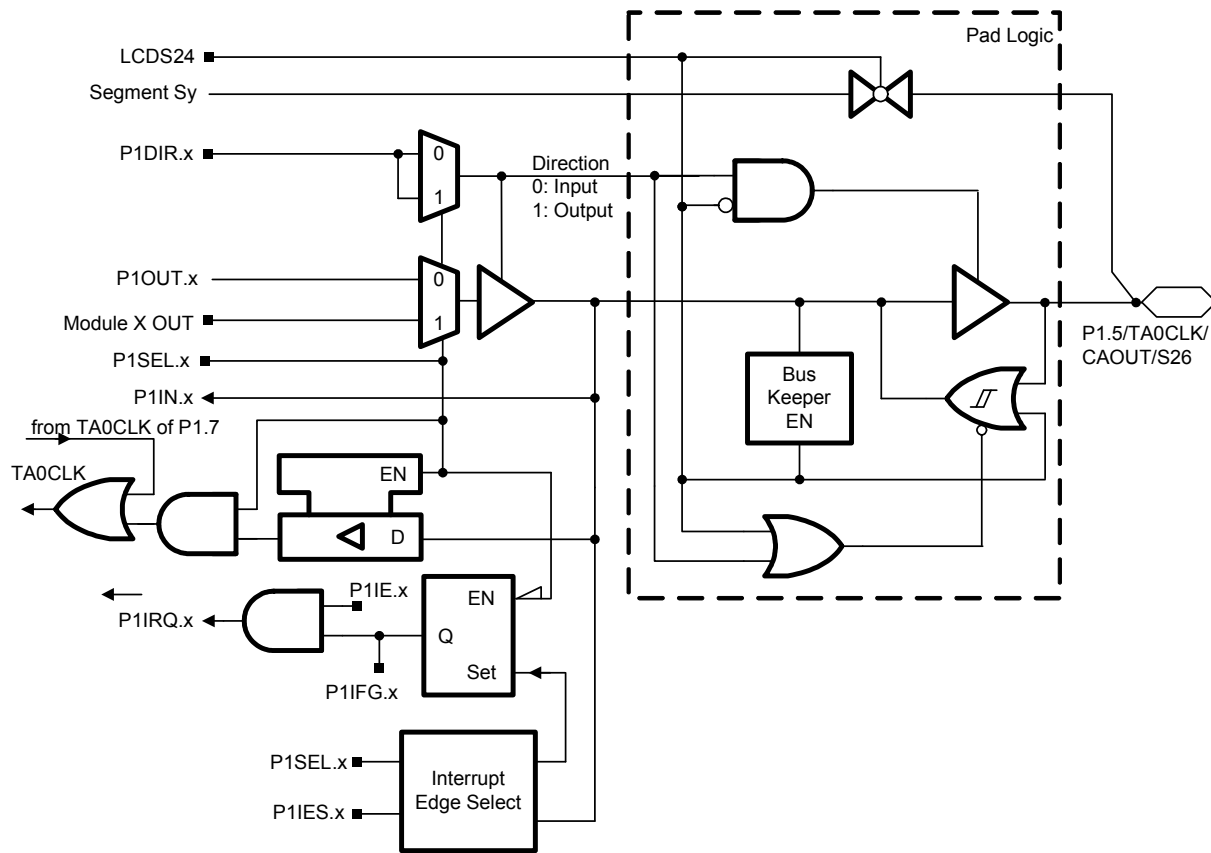 Pad Logic
LCDS24
Segment Sy
P1DIR.x
0
1
Direction
0: Input
1: Output
P1OUT.x
0
Module X OUT
1
P1SEL.x
P1IN.x
P1.5/TA0CLK/
CAOUT/S26
Bus
Keeper
EN
from TA0CLK of P1.7
TA0CLK
EN
D
P1IE.x
EN
P1IRQ.x
Q
Set
P1IFG.x
P1SEL.x
Interrupt
Edge Select
P1IES.x